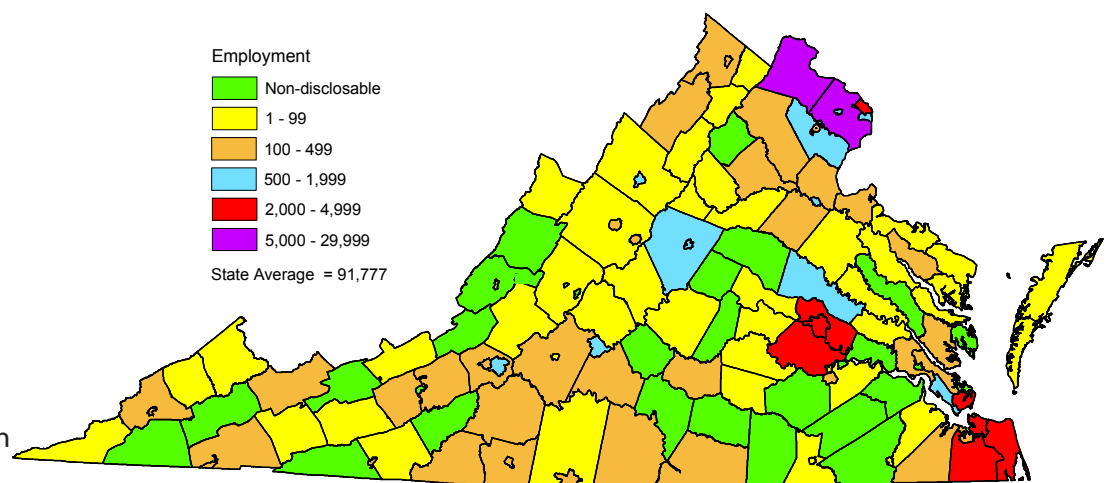 Employment
Non-disclosable
1 - 99
100 - 499
500 - 1,999
2,000 - 4,999
5,000 - 29,999
State Average = 91,777
n